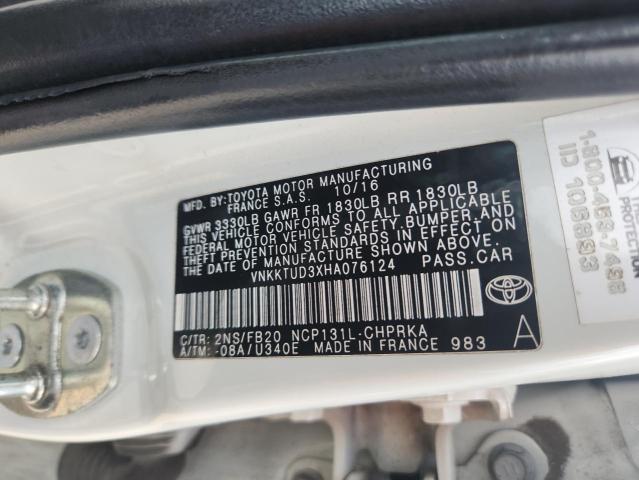 MFD. BY: TOYOTA MOTOR MANUFACTURING
FRANCE S.A.S. 10/16
GVWR 3330LB GAWR FR 1830LB RR 1830LB
THIS VEHICLE CONFORMS TO ALL APPLICABLE
FEDERAL MOTOR VEHICLE SAFETY, BUMPER, AND
THEFT PREVENTION STANDARDS IN EFFECT ON
THE DATE OF MANUFACTURE SHOWN ABOVE.
VNKKTUD3XHA076124 PASS.CAR
C/TR: 2NS/FB20 NCP131L-CHPRKA
A/TM: -08A/U340E MADE IN FRANCE 983
A